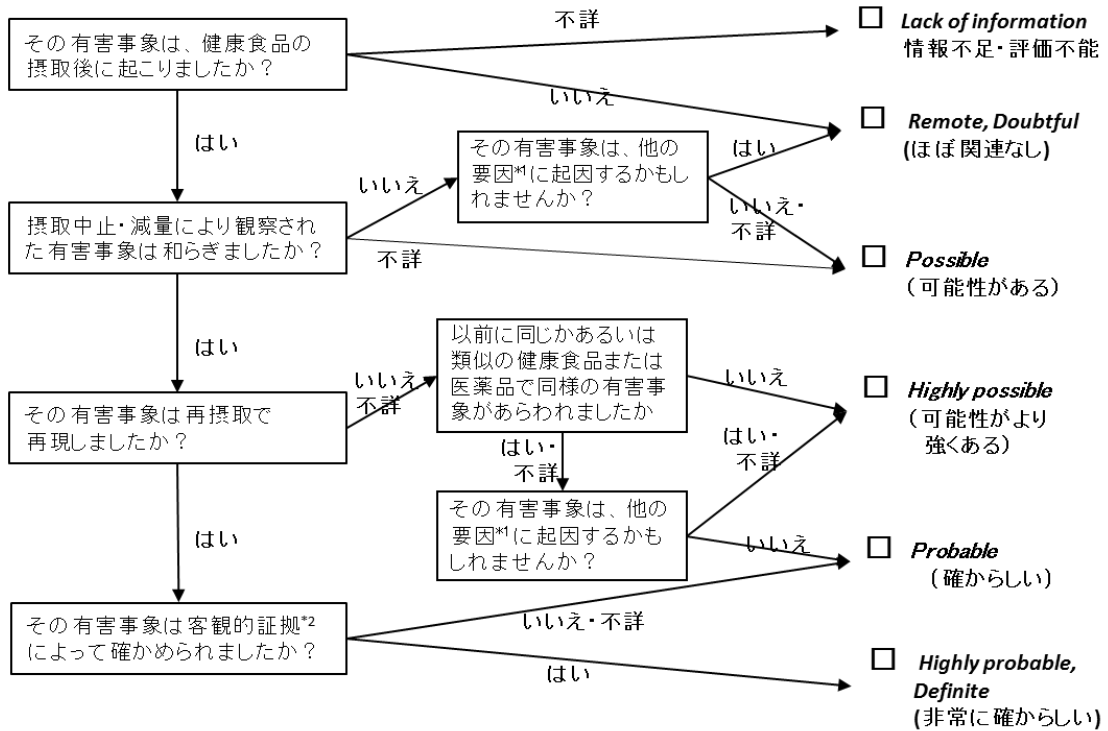 不詳
Lack of information
情報不足・評価不能
その有害事象は、健康食品の
摂取後に起こりましたか?
いいえ
Remote, Doubtful
(ほぼ関連なし)
はい
その有害事象は、他の
要因*1に起因するかもし
れませんか?
はい
いいえ
いいえ・
不詳
摂取中止・減量により観察され
た有害事象は和らぎましたか?
不詳
Possible
(可能性がある)
はい
以前に同じかあるいは
類似の健康食品または
医薬品で同様の有害事
象があらわれましたか
いいえ
不詳
いいえ
Highly possible
(可能性がより
強くある)
その有害事象は再摂取で
再現しましたか?
はい・
不詳
はい・
不詳
その有害事象は、他の
要因*1に起因するかも
しれませんか?
はい
いいえ
Probable
(確からしい)
その有害事象は客観的証拠*2
によって確かめられましたか?
いいえ・不詳
はい
Highly probable,
Definite
(非常に確からしい)